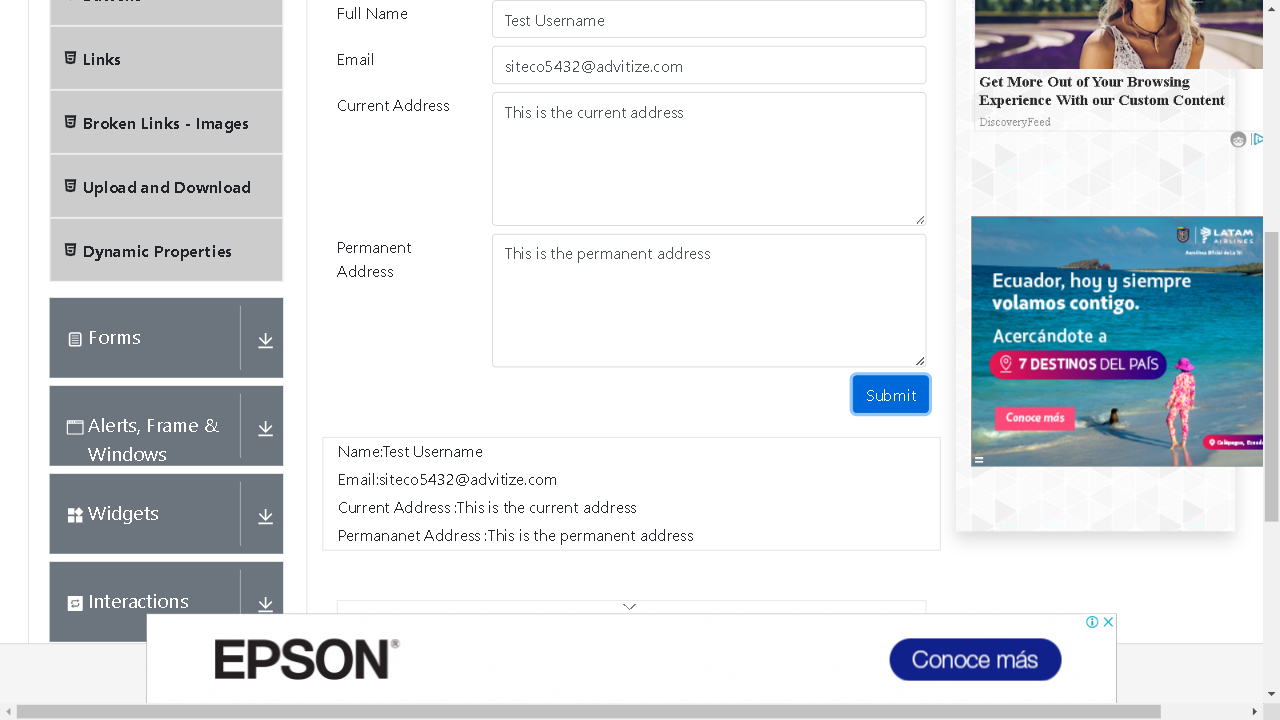 Links
Broken Links - Images
Upload and Download
Dynamic Properties
Forms
Alerts, Frame &
Windows
Widgets
Interactions
Full Name
Test Username
Email
siteco5432@advitize.com
Current Address
This is the current address
Permanent
Address
the permanent address
Submit
Name:Test Username
Email:siteco5432@advitize.com
Current Address :This is the current address
Permananet Address :This is the permanent address
Get More Out of Your Browsing
Experience With our Custom Content
DiscoveryFeed
LATAM
AIRLINES
Ecuador, hoy y siempre
volamos contigo.
Acercándote a
7 DESTINOS DEL PAÍS
Conoce más
EPSON®
Conoce más